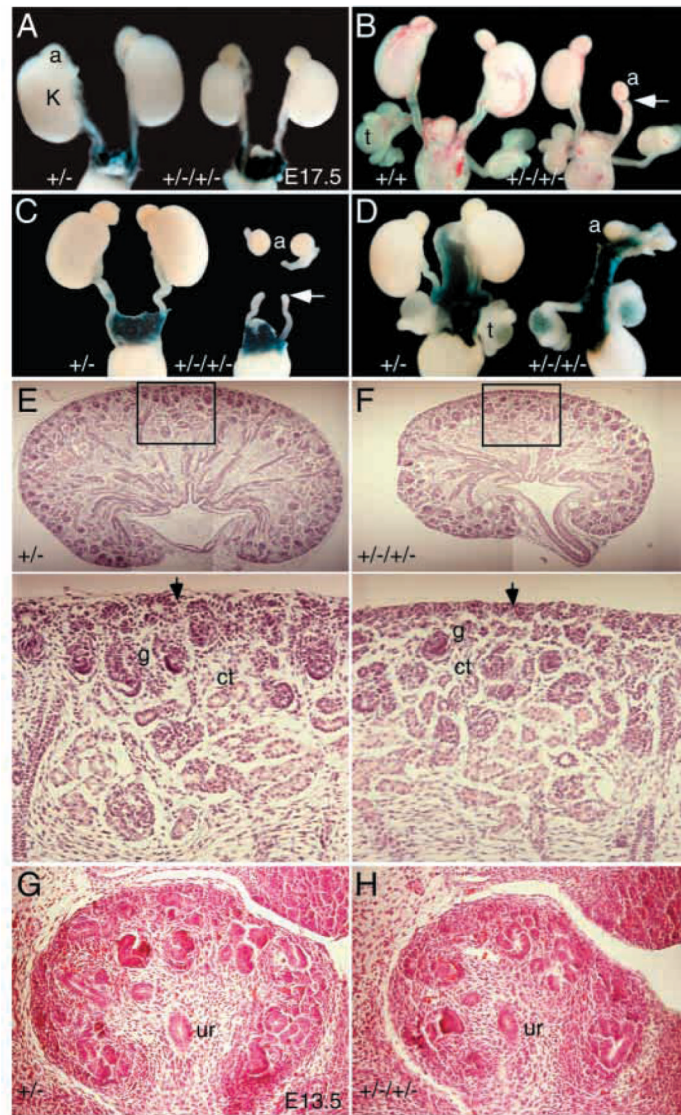 A
a
K
+/-
+/-/+/-
E17.5
B
a
t
+/+
+/-/+/-
C
a
+/-
+/-/+/-
D
a
t
+/-
+/-/+/-
E
+/-
g
ct
F
+/-/+/-
g
ct
G
ur
+/-
E13.5
H
ur
+/-/+/-